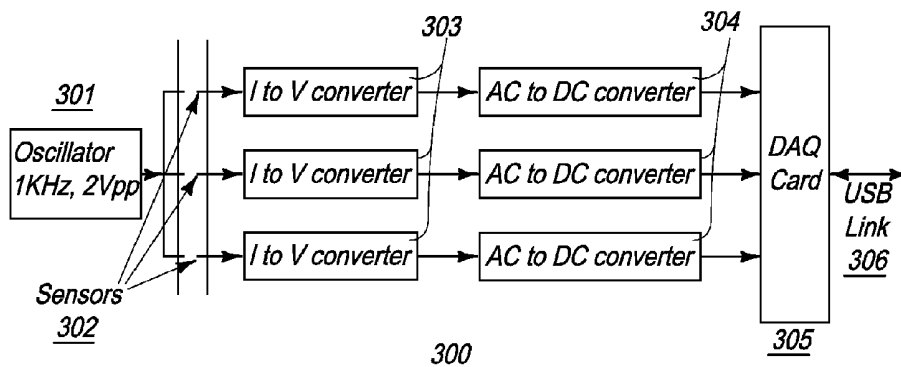 303
304
301
I to V converter
AC to DC converter
Oscillator
1KHz, 2Vpp
I to V converter
AC to DC converter
DAQ
Card
USB
Link
306
I to V converter
AC to DC converter
Sensors
302
305
300